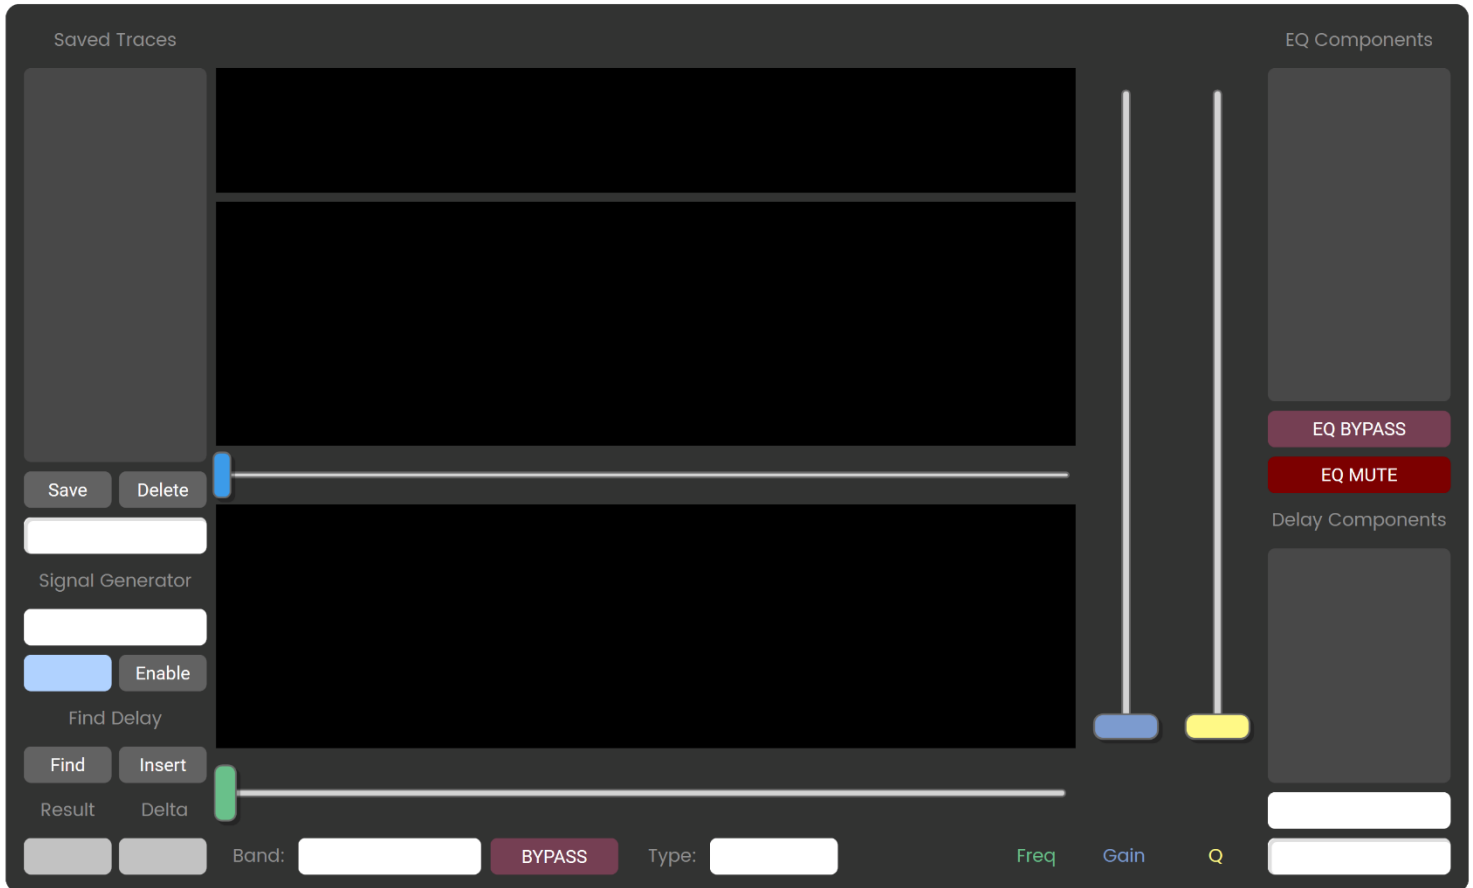 Saved Traces
EQ Components
EQ BYPASS
Save
Delete
EQ MUTE
Delay Components
Signal Generator
Enable
Find Delay
Find
Insert
Result
Delta
Band:
BYPASS
Type:
Freq
Gain
Q